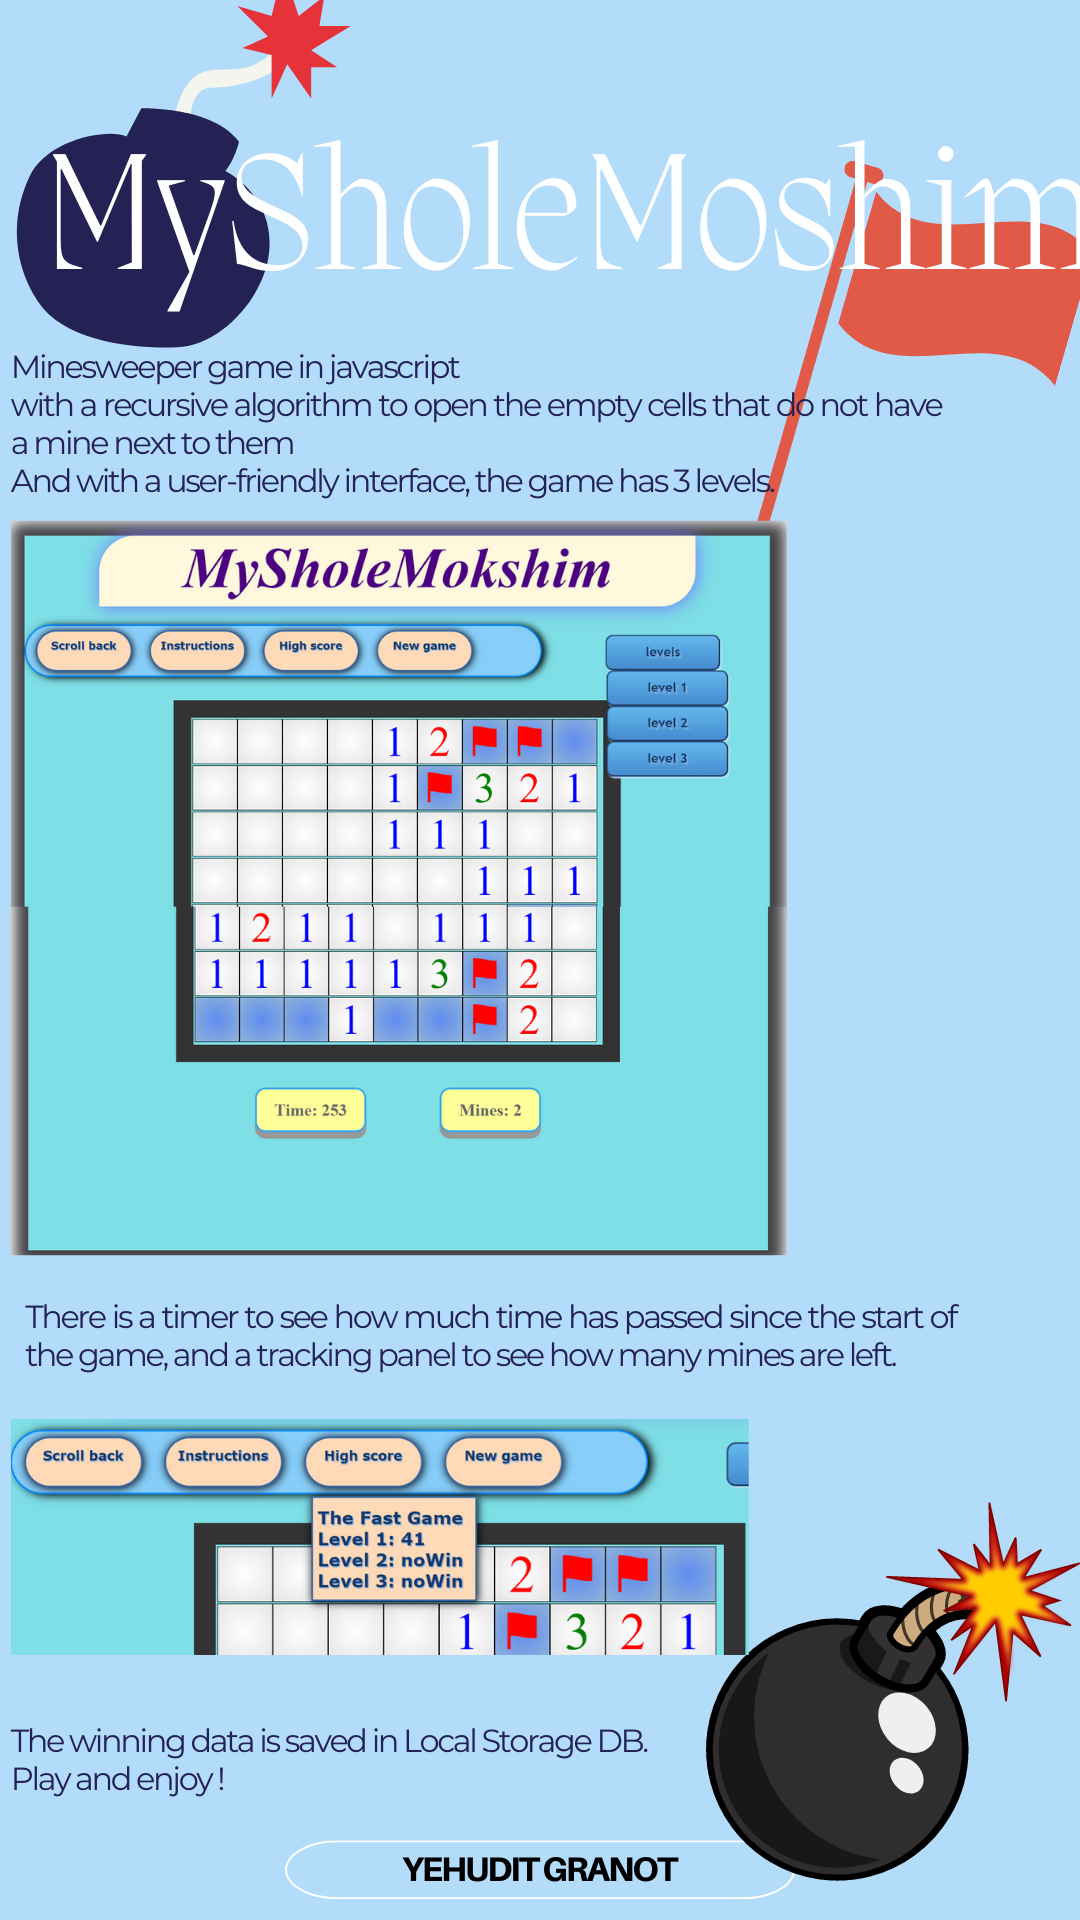 MySholeMoshim
Minesweeper game in javascript
with a recursive algorithm to open the empty cells that do not have
a mine next to them
And with a user-friendly interface, the game has 3 levels.
MySholeMokshim
Scroll back Instructions High score New game
levels
level 1
level 2
level 3
1 2
1 3 2 1
1 1 1
1 1 1
1 2 1 1 1 1 1
1 1 1 1 1 3 2
1 2
Time: 253 Mines: 2
There is a timer to see how much time has passed since the start of
the game, and a tracking panel to see how many mines are left.
Scroll back Instructions High score New game
The Fast Game
Level 1: 41
Level 2: noWin
Level 3: noWin
2
1 3 2 1
The winning data is saved in Local Storage DB.
Play and enjoy !
YEHUDIT GRANOT